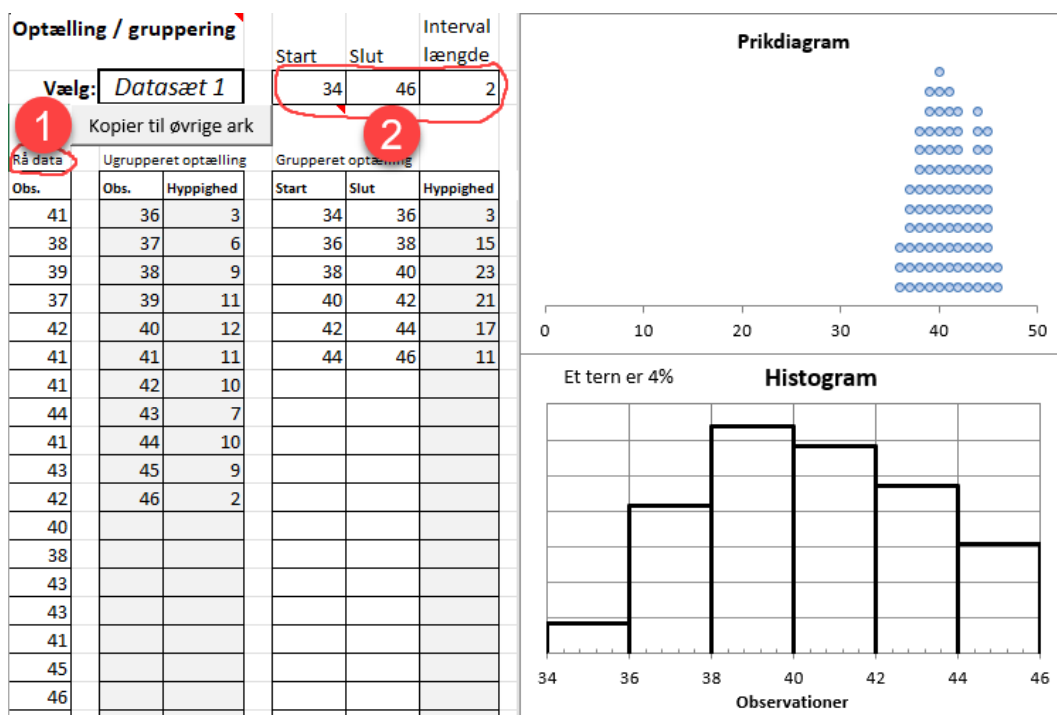 Optælling / gruppering
Start Slut Interval længde
Vælg: Datasæt 1 34 46 2
1 Kopier til øvrige ark 2
Rå data Ugrupperet optælling Grupperet optælling
Obs. Obs. Hyppighed Start Slut Hyppighed
41 36 3 34 36 3
38 37 6 36 38 15
39 38 9 38 40 23
37 39 11 40 42 21
42 40 12 42 44 17
41 41 11 44 46 11
41 42 10
44 43 7
41 44 10
43 45 9
42 46 2
40
38
43
43
41
45
46
Prikdiagram
0 10 20 30 40 50
Et tern er 4% Histogram
34 36 38 40 42 44 46
Observationer